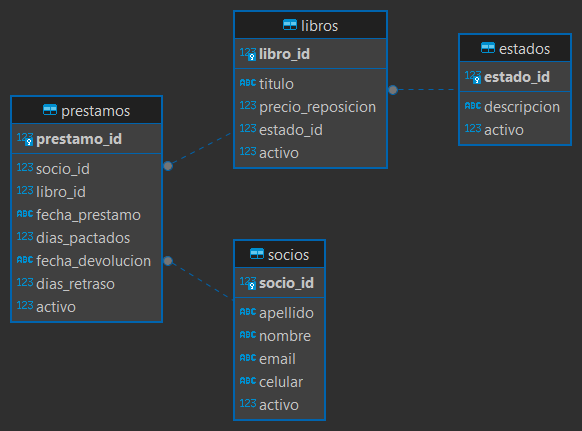 prestamos
123 prestamo_id
123 socio_id
123 libro_id
ABC fecha_prestamo
123 dias_pactados
ABC fecha_devolucion
123 dias_retraso
123 activo
libros
123 libro_id
ABC titulo
123 precio_reposicion
123 estado_id
123 activo
estados
123 estado_id
ABC descripcion
123 activo
socios
123 socio_id
ABC apellido
ABC nombre
ABC email
ABC celular
123 activo